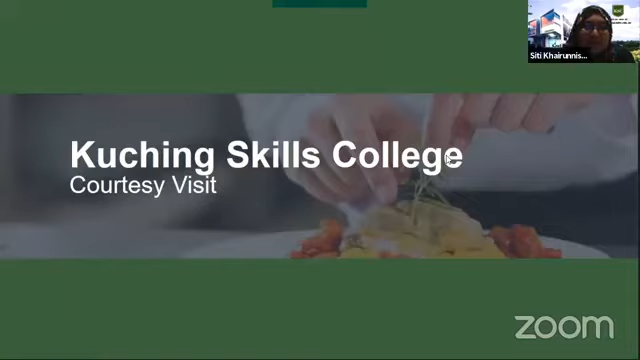 Siti Khairunnis...
Kuching Skills College
Courtesy Visit
zoom